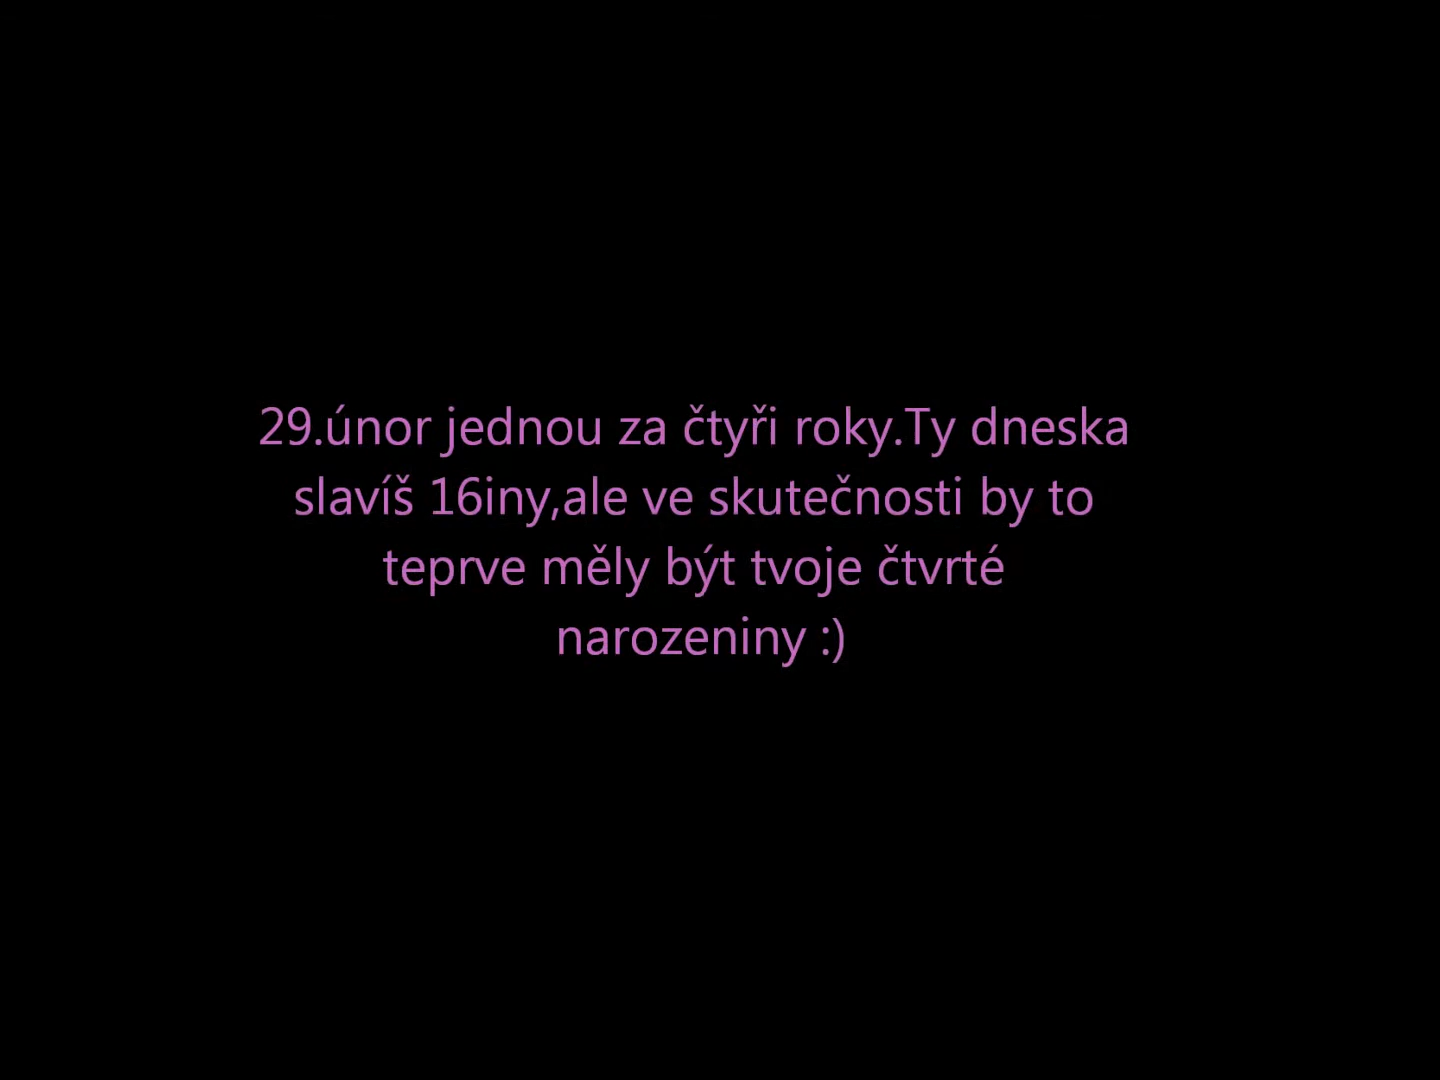 29.únor jednou za čtyři roky.Ty dneska
slavíš 16iny,ale ve skutečnosti by to
teprve měly být tvoje čtvrté
narozeniny :)